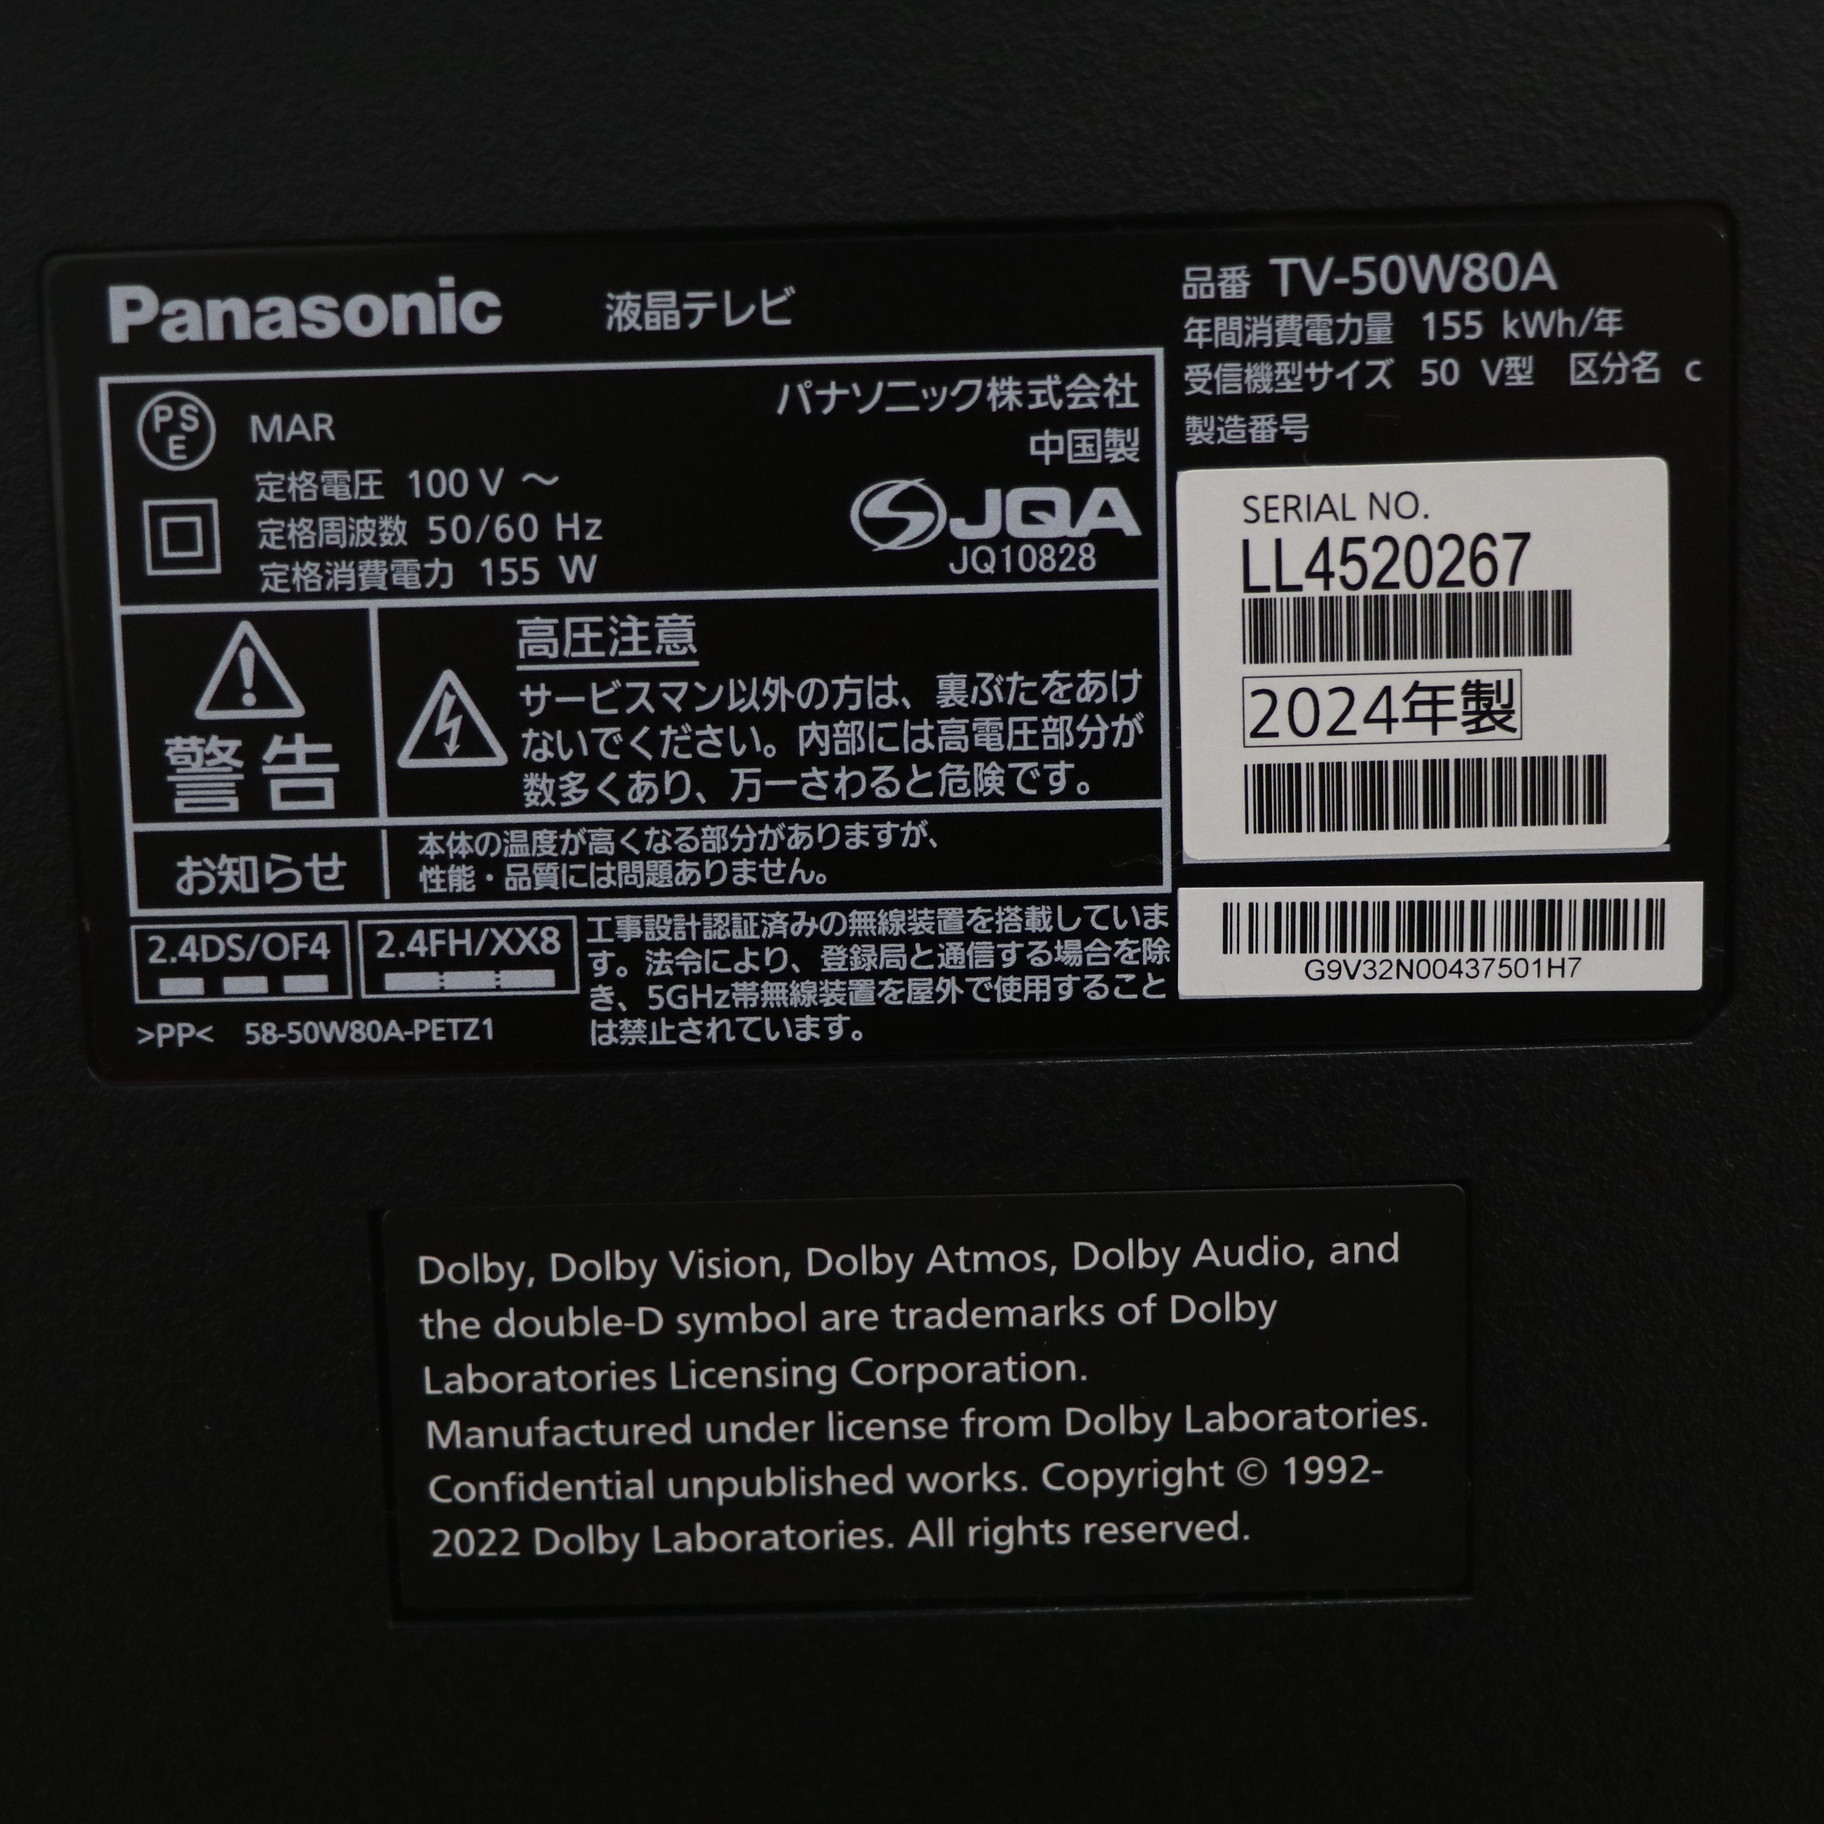 Panasonic 液晶テレビ
PSE MAR
パナソニック株式会社
中国製
定格電圧 100 V ～
定格周波数 50/60 Hz
定格消費電力 155 W
JQA
JQ10828
警告
高圧注意
サービスマン以外の方は、裏ぶたをあけ
ないでください。内部には高電圧部分が
数多くあり、万一さわると危険です。
お知らせ
本体の温度が高くなる部分がありますが、
性能・品質には問題ありません。
2.4DS/OF4
2.4FH/XX8
工事設計認証済みの無線装置を搭載していま
す。法令により、登録局と通信する場合を除
き、5GHz帯無線装置を屋外で使用すること
は禁止されています。
>PP< 58-50W80A-PETZ1
品番 TV-50W80A
年間消費電力量 155 kWh/年
受信機型サイズ 50 V型 区分名 c
製造番号
SERIAL NO.
LL4520267
2024年製
G9V32N00437501H7
Dolby, Dolby Vision, Dolby Atmos, Dolby Audio, and
the double-D symbol are trademarks of Dolby
Laboratories Licensing Corporation.
Manufactured under license from Dolby Laboratories.
Confidential unpublished works. Copyright © 1992-
2022 Dolby Laboratories. All rights reserved.